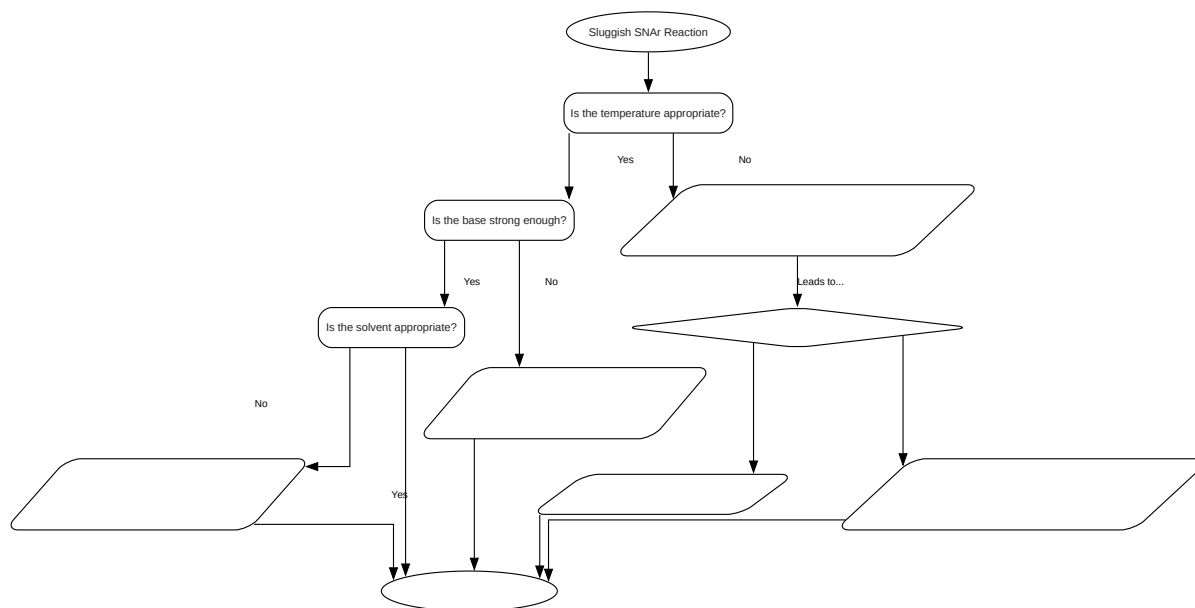 Sluggish SNAr Reaction
Is the temperature appropriate?
Yes
No
Is the base strong enough?
Yes
No
Leads to...
Is the solvent appropriate?
No
Yes